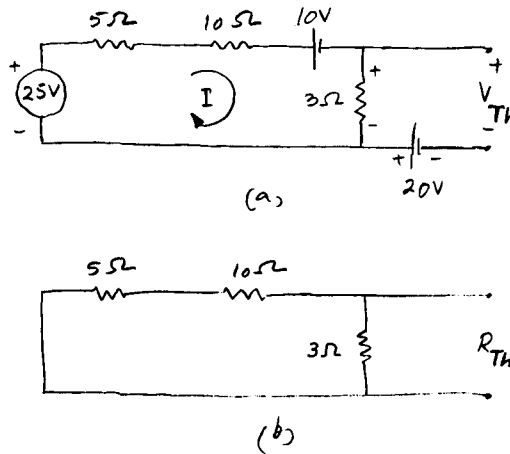 5Ω 10Ω 10V
+ 25V -
I
3Ω + -
+ V Th -
+ - 20V
(a)
5Ω 10Ω
3Ω
R Th
(b)